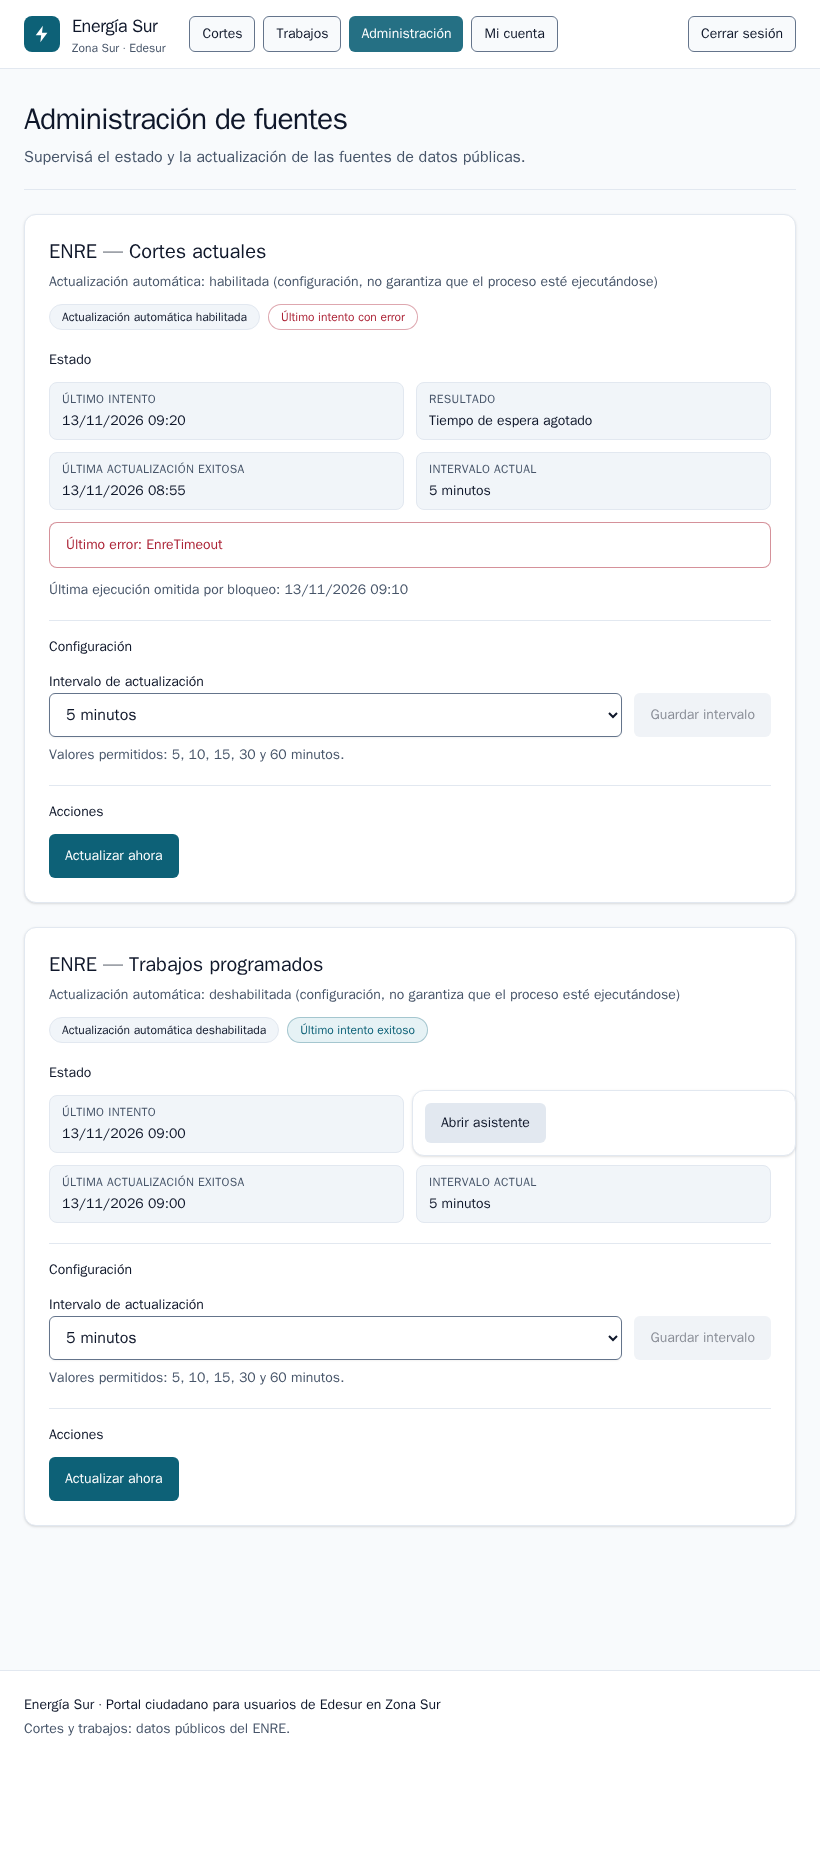 Energía Sur
Zona Sur · Edesur
Cortes
Trabajos
Administración
Mi cuenta
Cerrar sesión
Administración de fuentes
Supervisá el estado y la actualización de las fuentes de datos públicas.
ENRE — Cortes actuales
Actualización automática: habilitada (configuración, no garantiza que el proceso esté ejecutándose)
Actualización automática habilitada
Último intento con error
Estado
ÚLTIMO INTENTO
13/11/2026 09:20
RESULTADO
Tiempo de espera agotado
ÚLTIMA ACTUALIZACIÓN EXITOSA
13/11/2026 08:55
INTERVALO ACTUAL
5 minutos
Último error: EnreTimeout
Última ejecución omitida por bloqueo: 13/11/2026 09:10
Configuración
Intervalo de actualización
5 minutos
Guardar intervalo
Valores permitidos: 5, 10, 15, 30 y 60 minutos.
Acciones
Actualizar ahora
ENRE — Trabajos programados
Actualización automática: deshabilitada (configuración, no garantiza que el proceso esté ejecutándose)
Actualización automática deshabilitada
Último intento exitoso
Estado
ÚLTIMO INTENTO
13/11/2026 09:00
Abrir asistente
ÚLTIMA ACTUALIZACIÓN EXITOSA
13/11/2026 09:00
INTERVALO ACTUAL
5 minutos
Configuración
Intervalo de actualización
5 minutos
Guardar intervalo
Valores permitidos: 5, 10, 15, 30 y 60 minutos.
Acciones
Actualizar ahora
Energía Sur · Portal ciudadano para usuarios de Edesur en Zona Sur
Cortes y trabajos: datos públicos del ENRE.